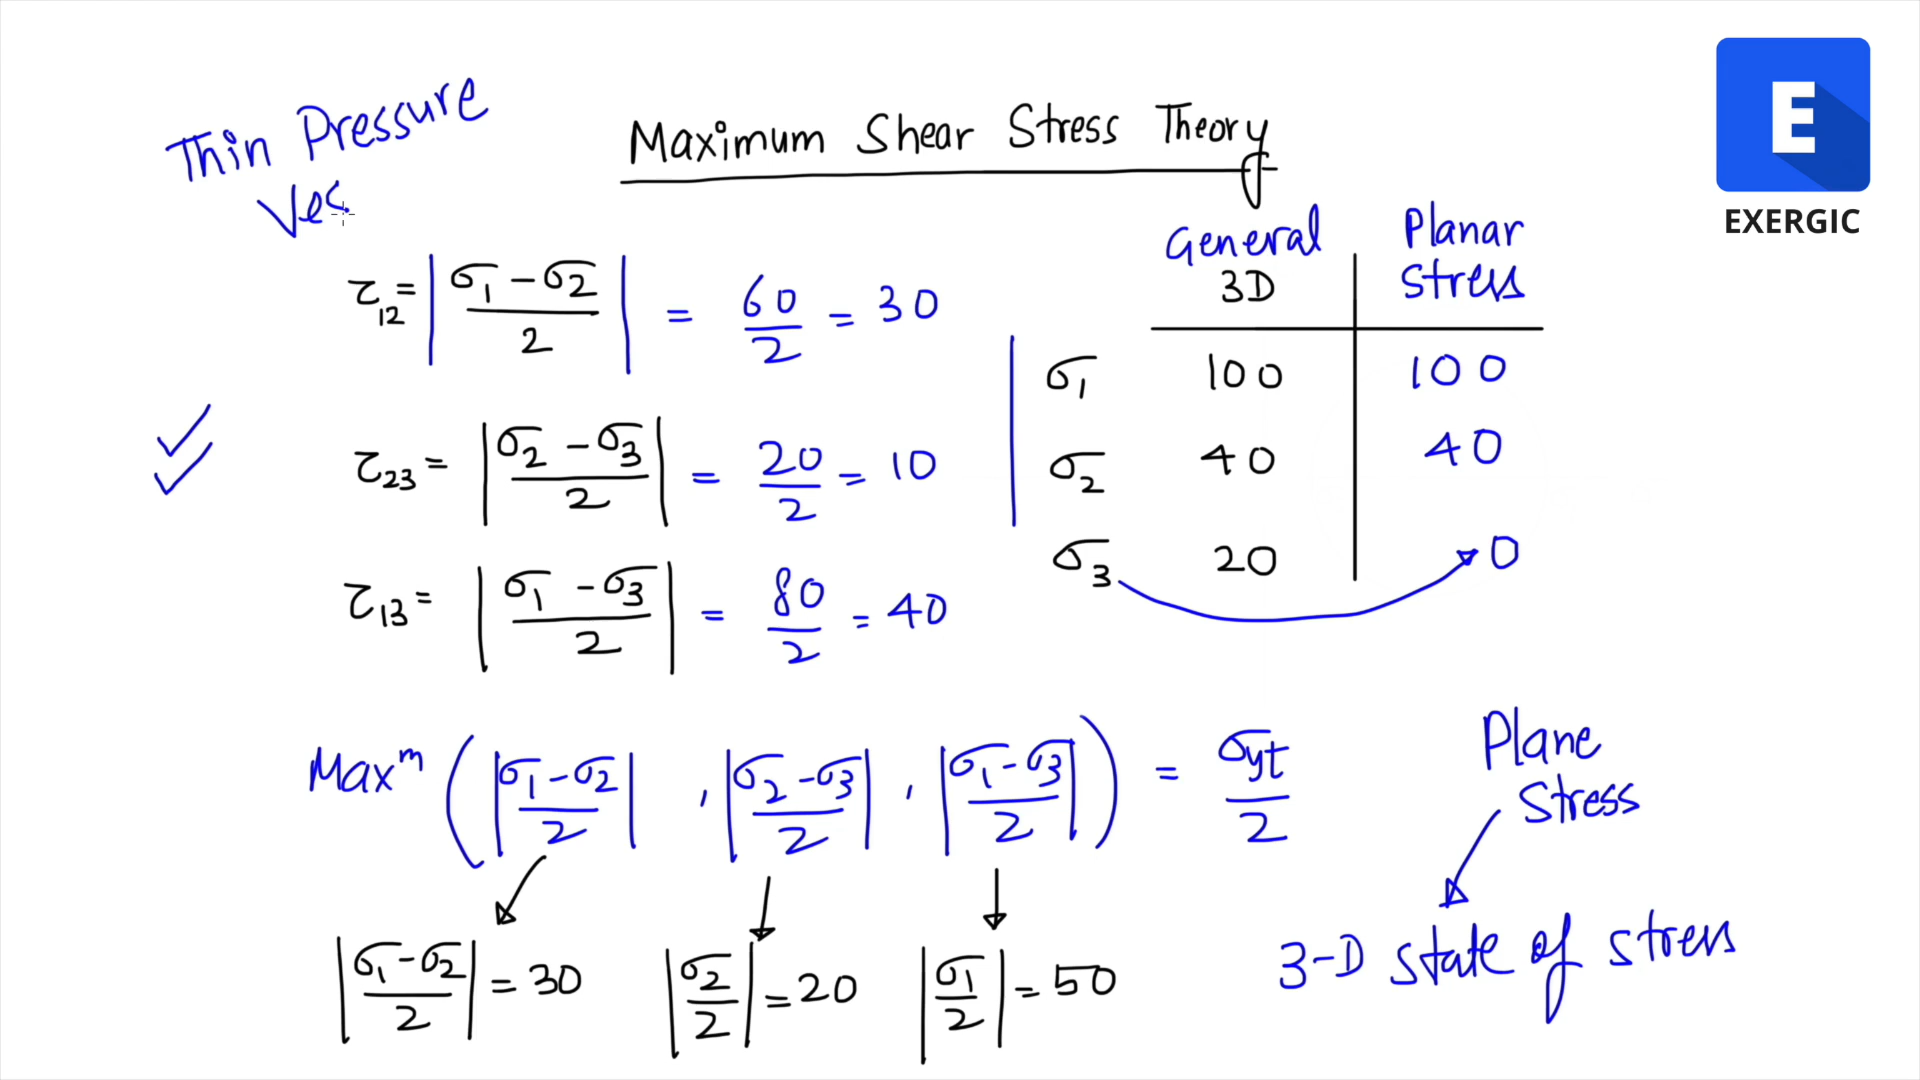 Thin Pressure
Ves
Maximum Shear Stress Theory
E
EXERGIC
General 3D | Planar Stress
σ1 100 100
σ2 40 40
σ3 20 0
τ12 = |(σ1 - σ2)/2| = 60/2 = 30
τ23 = |(σ2 - σ3)/2| = 20/2 = 10
τ13 = |(σ1 - σ3)/2| = 80/2 = 40
Maxᵐ ( |(σ1 - σ2)/2| , |(σ2 - σ3)/2| , |(σ1 - σ3)/2| ) = σyt/2
|(σ1 - σ2)/2| = 30
|σ2/2| = 20
|σ1/2| = 50
Plane
Stress
3-D state of stress